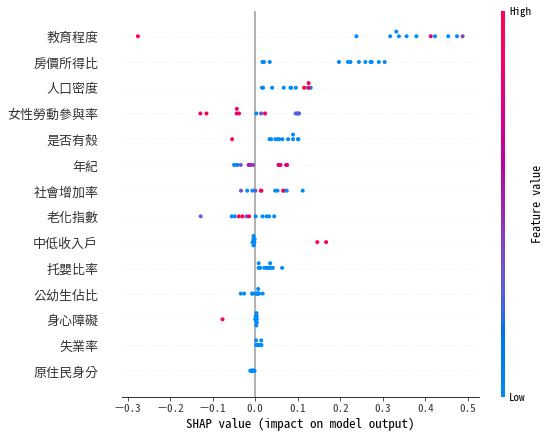 High
教育程度
房價所得比
人口密度
女性勞動參與率
是否有殼
年紀
社會增加率
老化指數
中低收入戶
托嬰比率
公幼生佔比
身心障礙
失業率
原住民身分
Feature value
Low
−0.3 −0.2 −0.1 0.0 0.1 0.2 0.3 0.4 0.5
SHAP value (impact on model output)